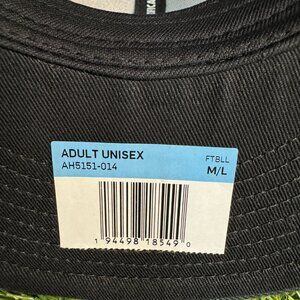 ADULT UNISEX
AH5151-014
FTBLL
M/L
1 94498 18549 0